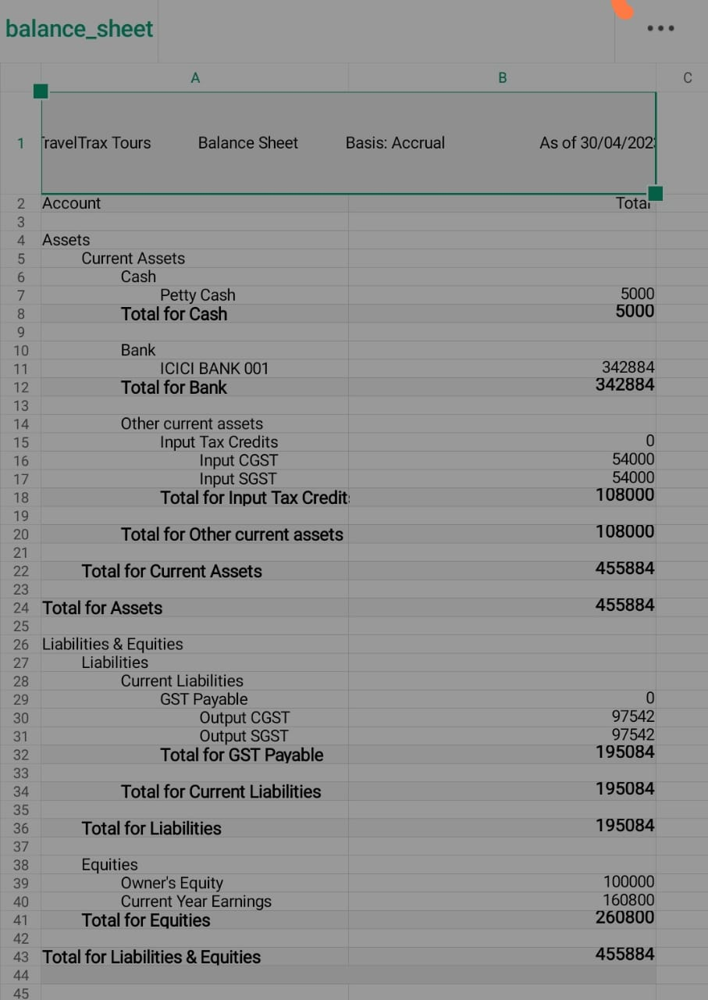 balance_sheet
A B C
1 TravelTrax Tours Balance Sheet Basis: Accrual As of 30/04/202
2 Account Total
3
4 Assets
5 Current Assets
6 Cash
7 Petty Cash 5000
8 Total for Cash 5000
9
10 Bank
11 ICICI BANK 001 342884
12 Total for Bank 342884
13
14 Other current assets
15 Input Tax Credits 0
16 Input CGST 54000
17 Input SGST 54000
18 Total for Input Tax Credits 108000
19
20 Total for Other current assets 108000
21
22 Total for Current Assets 455884
23
24 Total for Assets 455884
25
26 Liabilities & Equities
27 Liabilities
28 Current Liabilities
29 GST Payable 0
30 Output CGST 97542
31 Output SGST 97542
32 Total for GST Payable 195084
33
34 Total for Current Liabilities 195084
35
36 Total for Liabilities 195084
37
38 Equities
39 Owner's Equity 100000
40 Current Year Earnings 160800
41 Total for Equities 260800
42
43 Total for Liabilities & Equities 455884
44
45